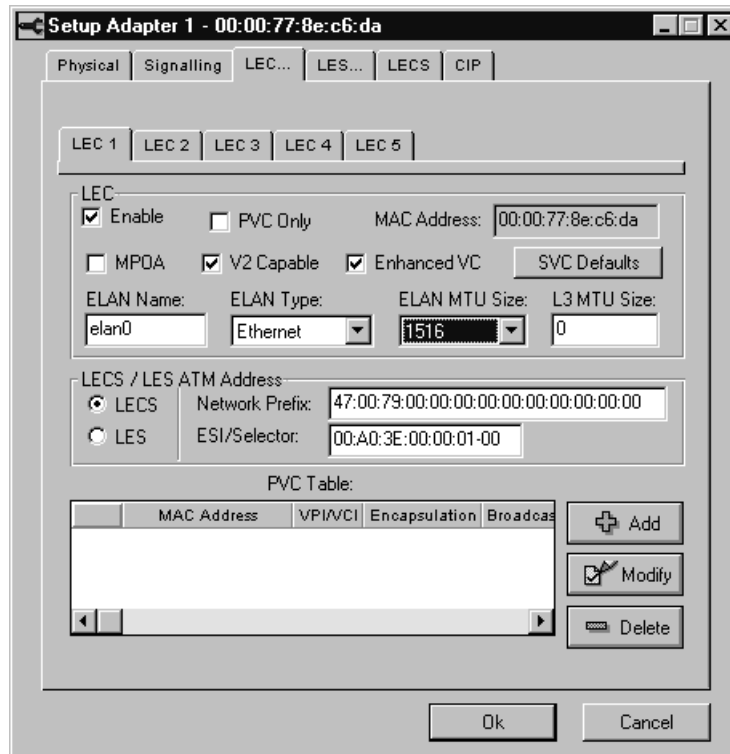 Setup Adapter 1 - 00:00:77:8e:c6:da
Physical Signalling LEC... LES... LECS CIP
LEC 1 LEC 2 LEC 3 LEC 4 LEC 5
LEC
Enable PVC Only MAC Address: 00:00:77:8e:c6:da
MPOA V2 Capable Enhanced VC SVC Defaults
ELAN Name: ELAN Type: ELAN MTU Size: L3 MTU Size:
elan0 Ethernet 1516 0
LECS / LES ATM Address
LECS Network Prefix: 47:00:79:00:00:00:00:00:00:00:00:00:00
LES ESI/Selector: 00:A0:3E:00:00:01-00
PVC Table:
MAC Address VPI/VCI Encapsulation Broadcas
Add
Modify
Delete
Ok Cancel